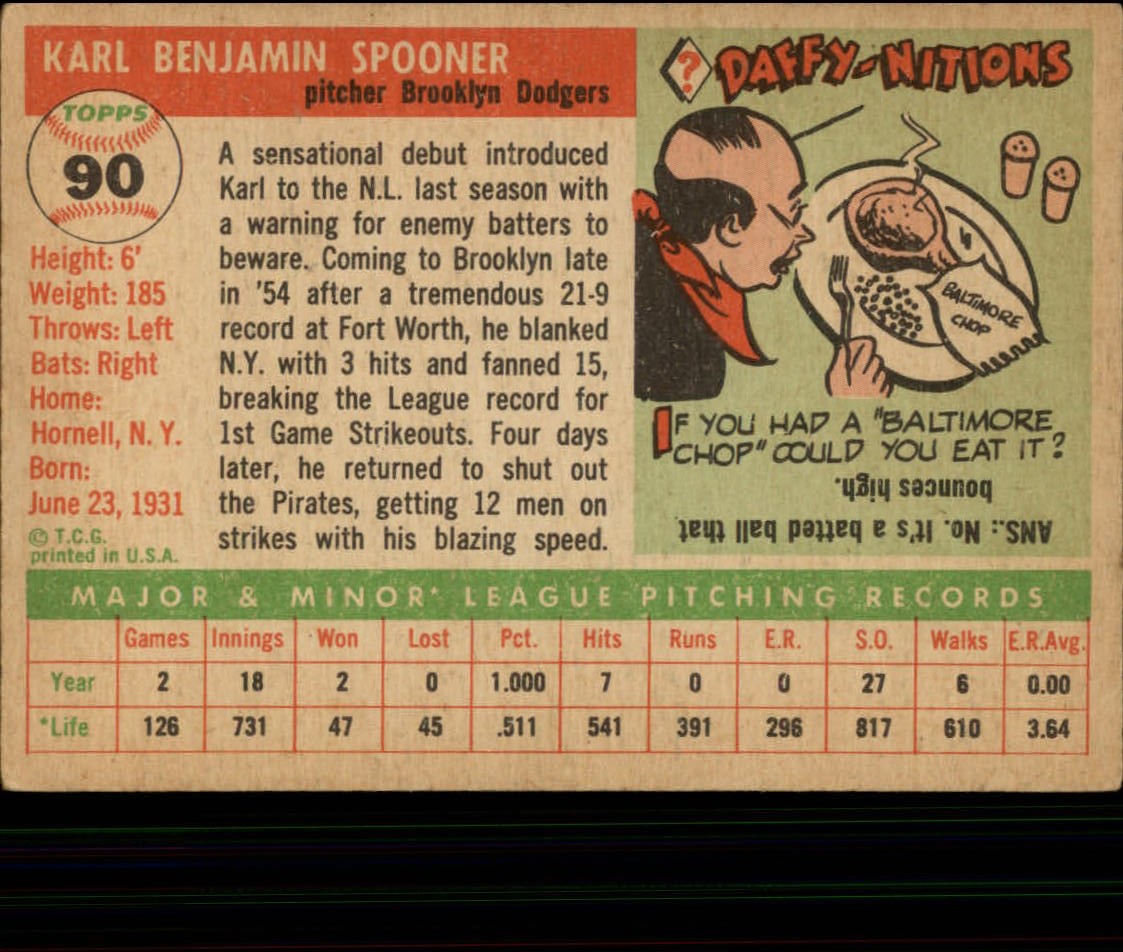 KARL BENJAMIN SPOONER
pitcher Brooklyn Dodgers
TOPPS
90
Height: 6'
Weight: 185
Throws: Left
Bats: Right
Home:
Hornell, N. Y.
Born:
June 23, 1931
© T.C.G.
printed in U.S.A.
A sensational debut introduced
Karl to the N.L. last season with
a warning for enemy batters to
beware. Coming to Brooklyn late
in '54 after a tremendous 21-9
record at Fort Worth, he blanked
N.Y. with 3 hits and fanned 15,
breaking the League record for
1st Game Strikeouts. Four days
later, he returned to shut out
the Pirates, getting 12 men on
strikes with his blazing speed.
? DAFFY-NITIONS
BALTIMORE
CHOP
IF YOU HAD A "BALTIMORE
CHOP" COULD YOU EAT IT?
ANS.: No. It's a batted ball that
bounces high.
MAJOR & MINOR* LEAGUE PITCHING RECORDS
Games Innings Won Lost Pct. Hits Runs E.R. S.O. Walks E.R.Avg.
Year 2 18 2 0 1.000 7 0 0 27 6 0.00
*Life 126 731 47 45 .511 541 391 296 817 610 3.64